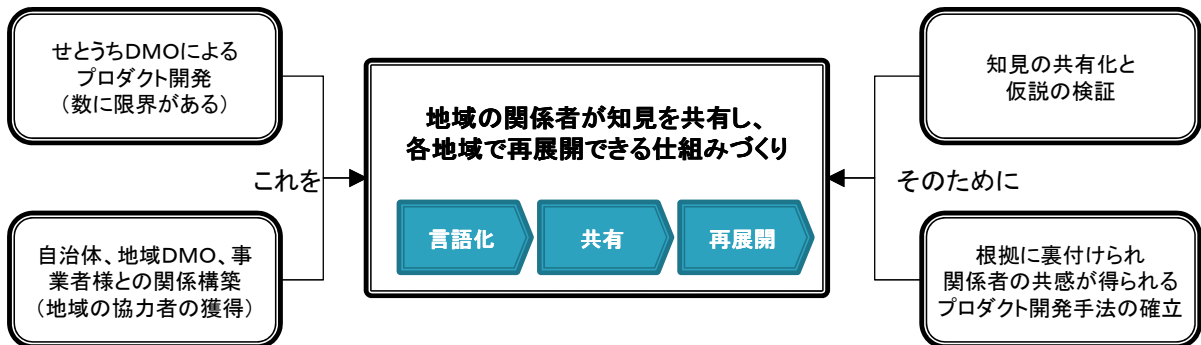 せとうちDMOによる
プロダクト開発
（数に限界がある）
これを
自治体、地域DMO、事
業者様との関係構築
（地域の協力者の獲得）
地域の関係者が知見を共有し、
各地域で再展開できる仕組みづくり
言語化
共有
再展開
知見の共有化と
仮説の検証
そのために
根拠に裏付けられ
関係者の共感が得られる
プロダクト開発手法の確立